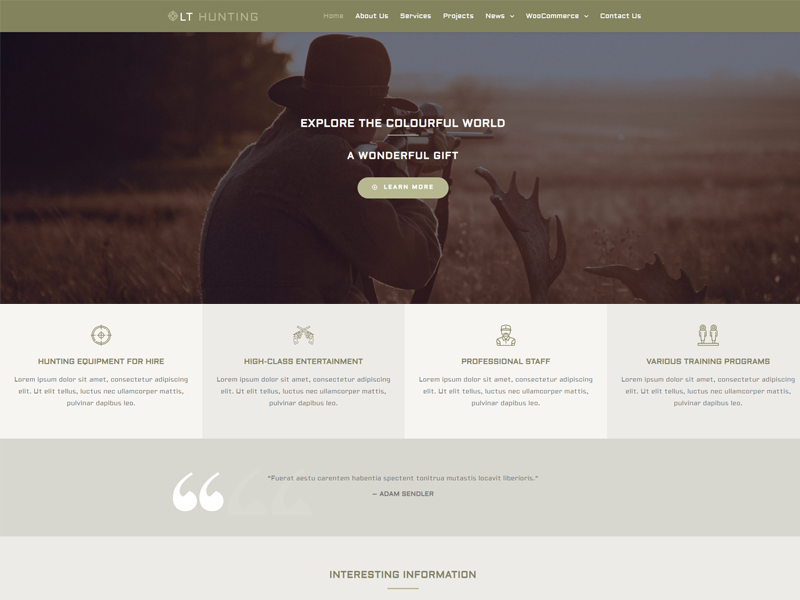 LT HUNTING
Home About Us Services Projects News WooCommerce Contact Us
EXPLORE THE COLOURFUL WORLD
A WONDERFUL GIFT
LEARN MORE
HUNTING EQUIPMENT FOR HIRE
Lorem ipsum dolor sit amet, consectetur adipiscing
elit. Ut elit tellus, luctus nec ullamcorper mattis,
pulvinar dapibus leo.
HIGH-CLASS ENTERTAINMENT
Lorem ipsum dolor sit amet, consectetur adipiscing
elit. Ut elit tellus, luctus nec ullamcorper mattis,
pulvinar dapibus leo.
PROFESSIONAL STAFF
Lorem ipsum dolor sit amet, consectetur adipiscing
elit. Ut elit tellus, luctus nec ullamcorper mattis,
pulvinar dapibus leo.
VARIOUS TRAINING PROGRAMS
Lorem ipsum dolor sit amet, consectetur adipiscing
elit. Ut elit tellus, luctus nec ullamcorper mattis,
pulvinar dapibus leo.
"Fuerat aestu carentem habentia spectent tonitrua mutastis locavit liberioris."
– ADAM SENDLER
INTERESTING INFORMATION